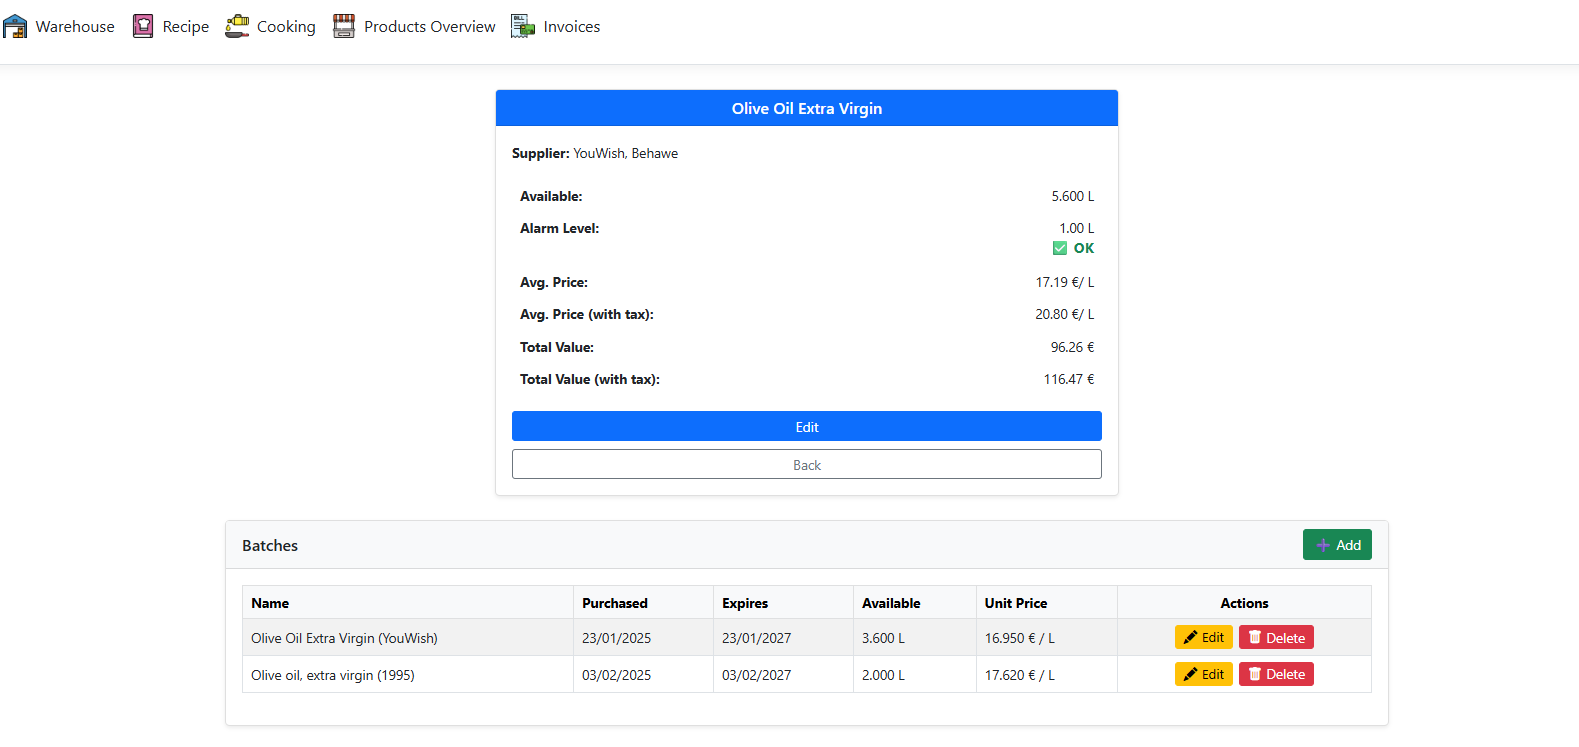 Warehouse Recipe Cooking Products Overview Invoices
Olive Oil Extra Virgin
Supplier: YouWish, Behawe
Available: 5.600 L
Alarm Level: 1.00 L
✅ OK
Avg. Price: 17.19 €/ L
Avg. Price (with tax): 20.80 €/ L
Total Value: 96.26 €
Total Value (with tax): 116.47 €
Edit
Back
Batches ➕ Add
Name Purchased Expires Available Unit Price Actions
Olive Oil Extra Virgin (YouWish) 23/01/2025 23/01/2027 3.600 L 16.950 € / L Edit Delete
Olive oil, extra virgin (1995) 03/02/2025 03/02/2027 2.000 L 17.620 € / L Edit Delete